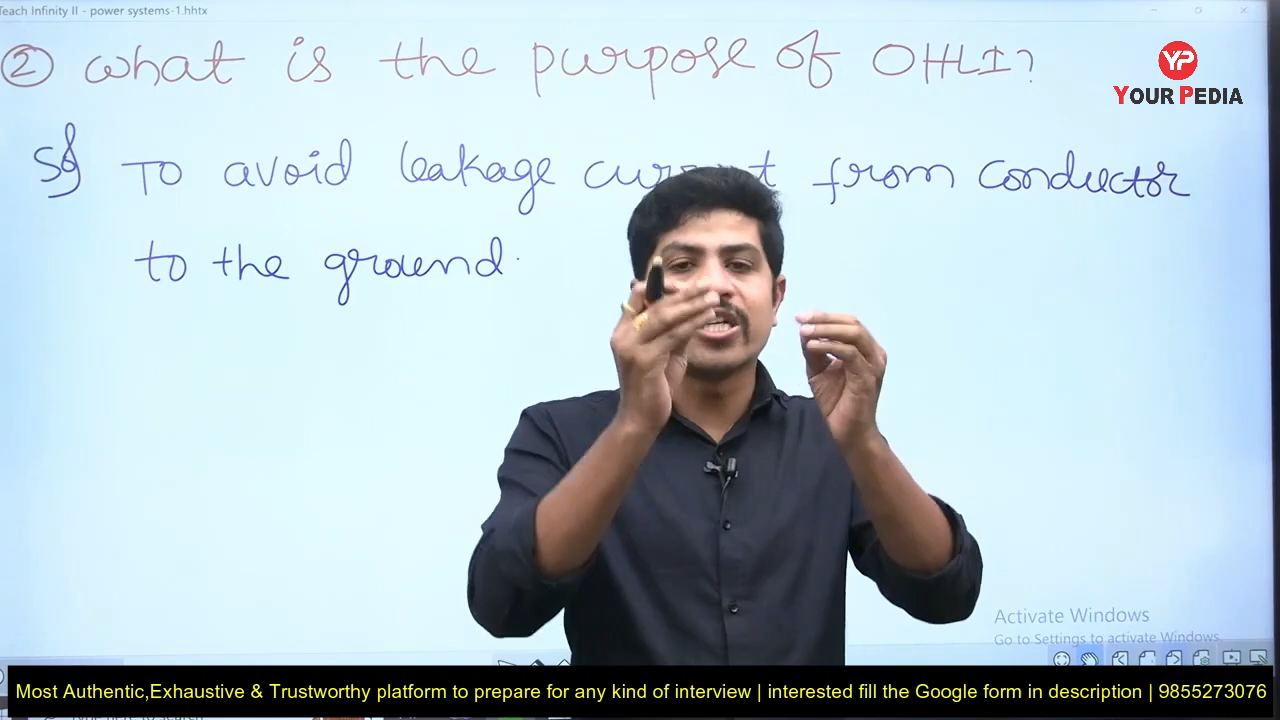 Teach Infinity II - power systems-1.hhtx
② what is the purpose of OHLI?
YP
YOUR PEDIA
Sol To avoid leakage current from conductor
to the ground.
Activate Windows
Go to Settings to activate Windows.
Most Authentic,Exhaustive & Trustworthy platform to prepare for any kind of interview | interested fill the Google form in description | 9855273076